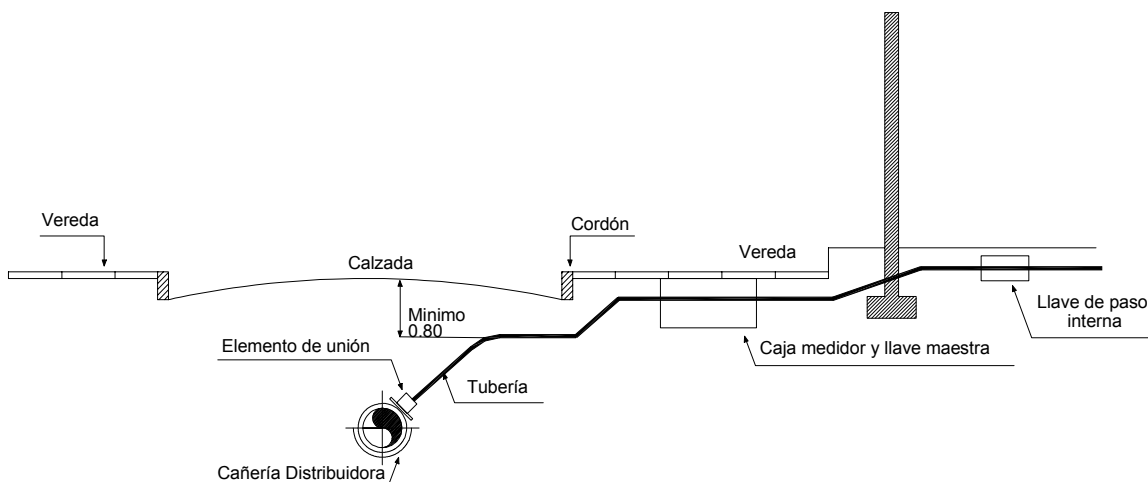 Vereda
Cordón
Vereda
Calzada
Minimo
0.80
Llave de paso
interna
Elemento de unión
Caja medidor y llave maestra
Tubería
Cañería Distribuidora